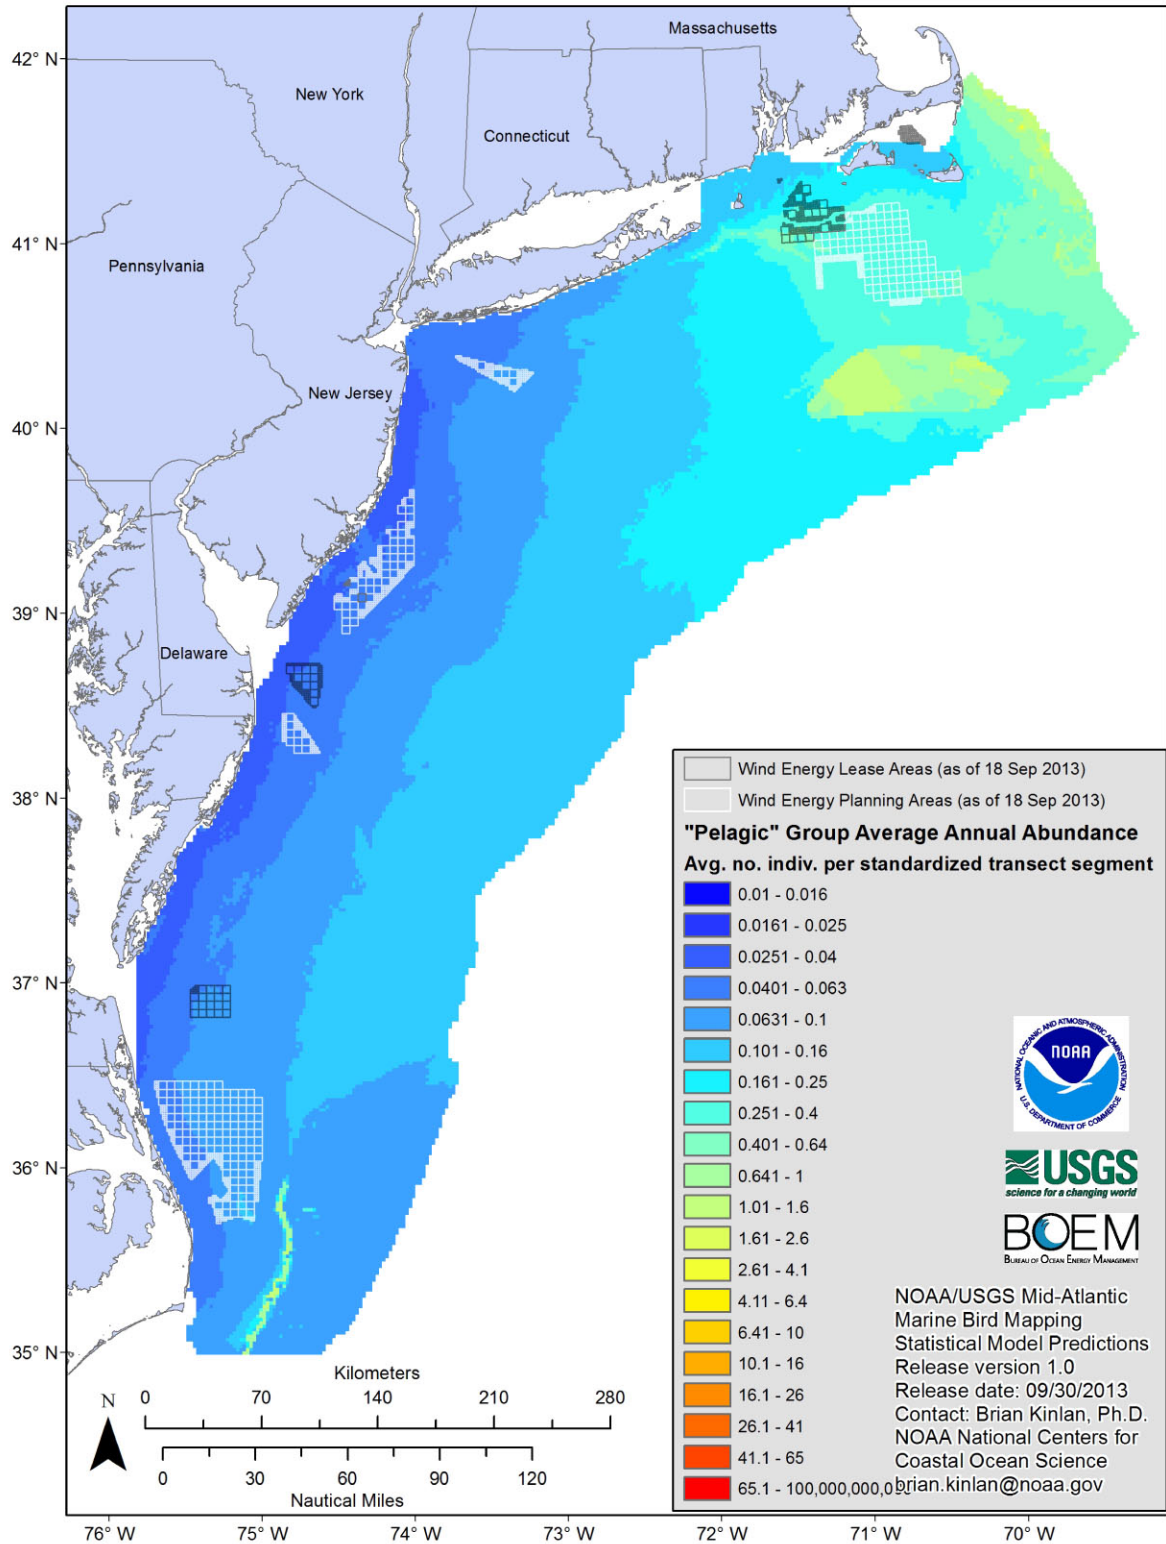 42° N
41° N
40° N
39° N
38° N
37° N
36° N
35° N
Massachusetts
New York
Connecticut
Pennsylvania
New Jersey
Delaware
Wind Energy Lease Areas (as of 18 Sep 2013)
Wind Energy Planning Areas (as of 18 Sep 2013)
"Pelagic" Group Average Annual Abundance
Avg. no. indiv. per standardized transect segment
0.01 - 0.016
0.0161 - 0.025
0.0251 - 0.04
0.0401 - 0.063
0.0631 - 0.1
0.101 - 0.16
0.161 - 0.25
0.251 - 0.4
0.401 - 0.64
0.641 - 1
1.01 - 1.6
1.61 - 2.6
2.61 - 4.1
4.11 - 6.4
6.41 - 10
10.1 - 16
16.1 - 26
26.1 - 41
41.1 - 65
65.1 - 100,000,000,0
NATIONAL OCEANIC AND ATMOSPHERIC ADMINISTRATION
NOAA
U.S. DEPARTMENT OF COMMERCE
USGS
science for a changing world
BOEM
BUREAU OF OCEAN ENERGY MANAGEMENT
NOAA/USGS Mid-Atlantic
Marine Bird Mapping
Statistical Model Predictions
Release version 1.0
Release date: 09/30/2013
Contact: Brian Kinlan, Ph.D.
NOAA National Centers for
Coastal Ocean Science
brian.kinlan@noaa.gov
Kilometers
N
0 70 140 210 280
0 30 60 90 120
Nautical Miles
76° W 75° W 74° W 73° W 72° W 71° W 70° W